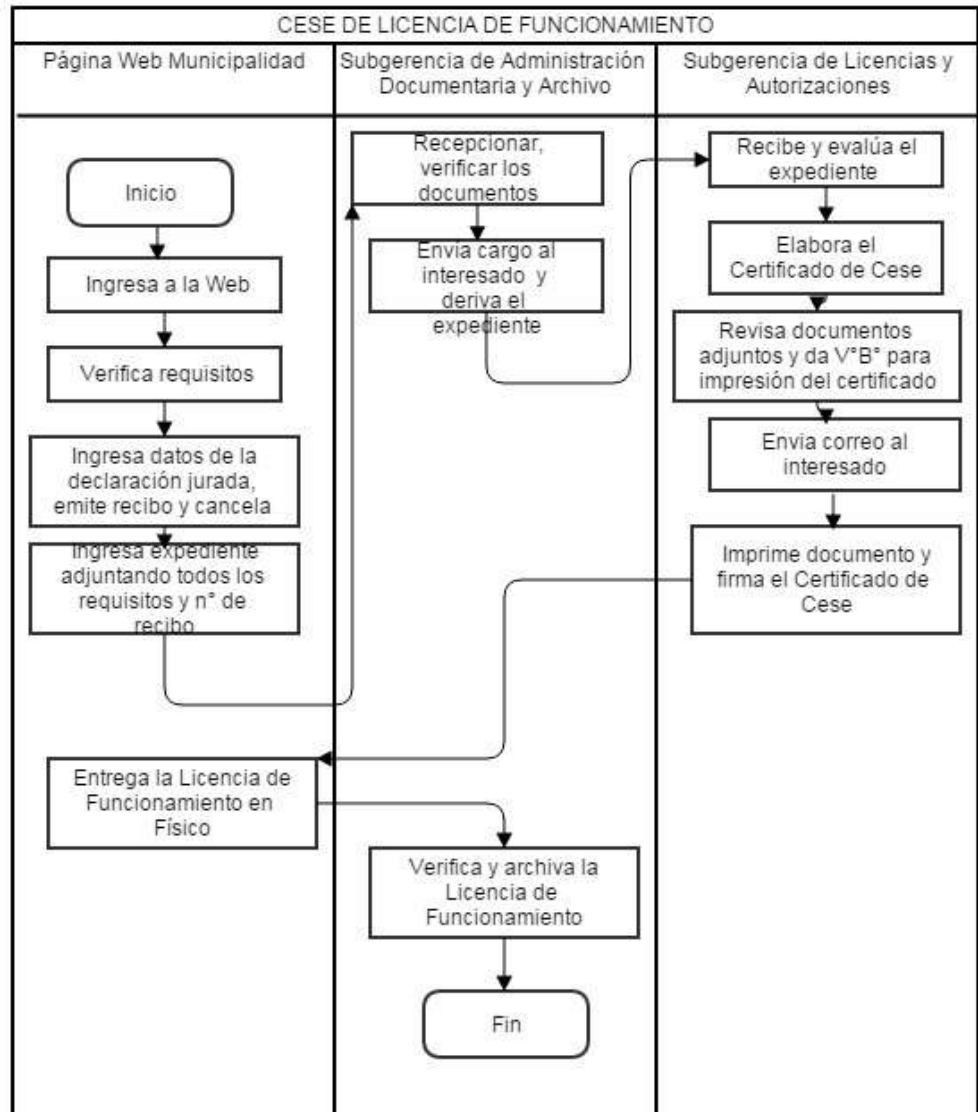 CESE DE LICENCIA DE FUNCIONAMIENTO
Página Web Municipalidad
Subgerencia de Administración
Documentaria y Archivo
Subgerencia de Licencias y
Autorizaciones
Inicio
Ingresa a la Web
Verifica requisitos
Ingresa datos de la
declaración jurada,
emite recibo y cancela
Ingresa expediente
adjuntando todos los
requisitos y n° de
recibo
Recepcionar,
verificar los
documentos
Envía cargo al
interesado y
deriva el
expediente
Recibe y evalúa el
expediente
Elabora el
Certificado de Cese
Revisa documentos
adjuntos y da V°B° para
impresión del certificado
Envia correo al
interesado
Imprime documento y
firma el Certificado de
Cese
Entrega la Licencia de
Funcionamiento en
Físico
Verifica y archiva la
Licencia de
Funcionamiento
Fin